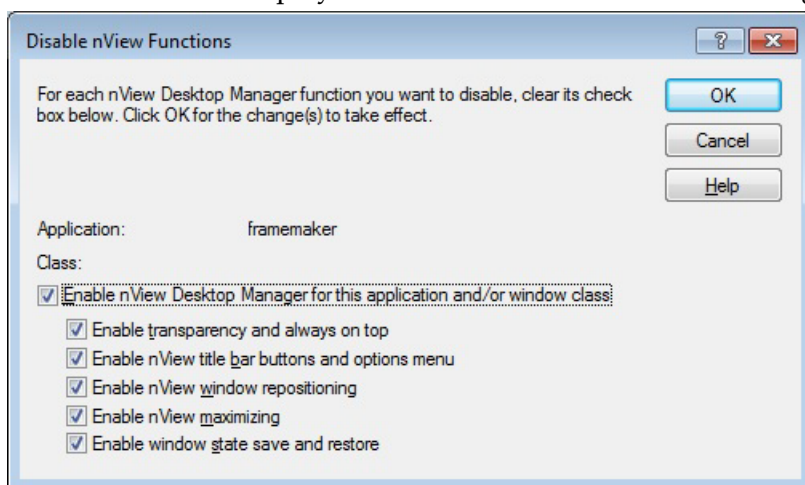 Disable nView Functions
For each nView Desktop Manager function you want to disable, clear its check
box below. Click OK for the change(s) to take effect.
OK
Cancel
Help
Application: framemaker
Class:
Enable nView Desktop Manager for this application and/or window class
Enable transparency and always on top
Enable nView title bar buttons and options menu
Enable nView window repositioning
Enable nView maximizing
Enable window state save and restore